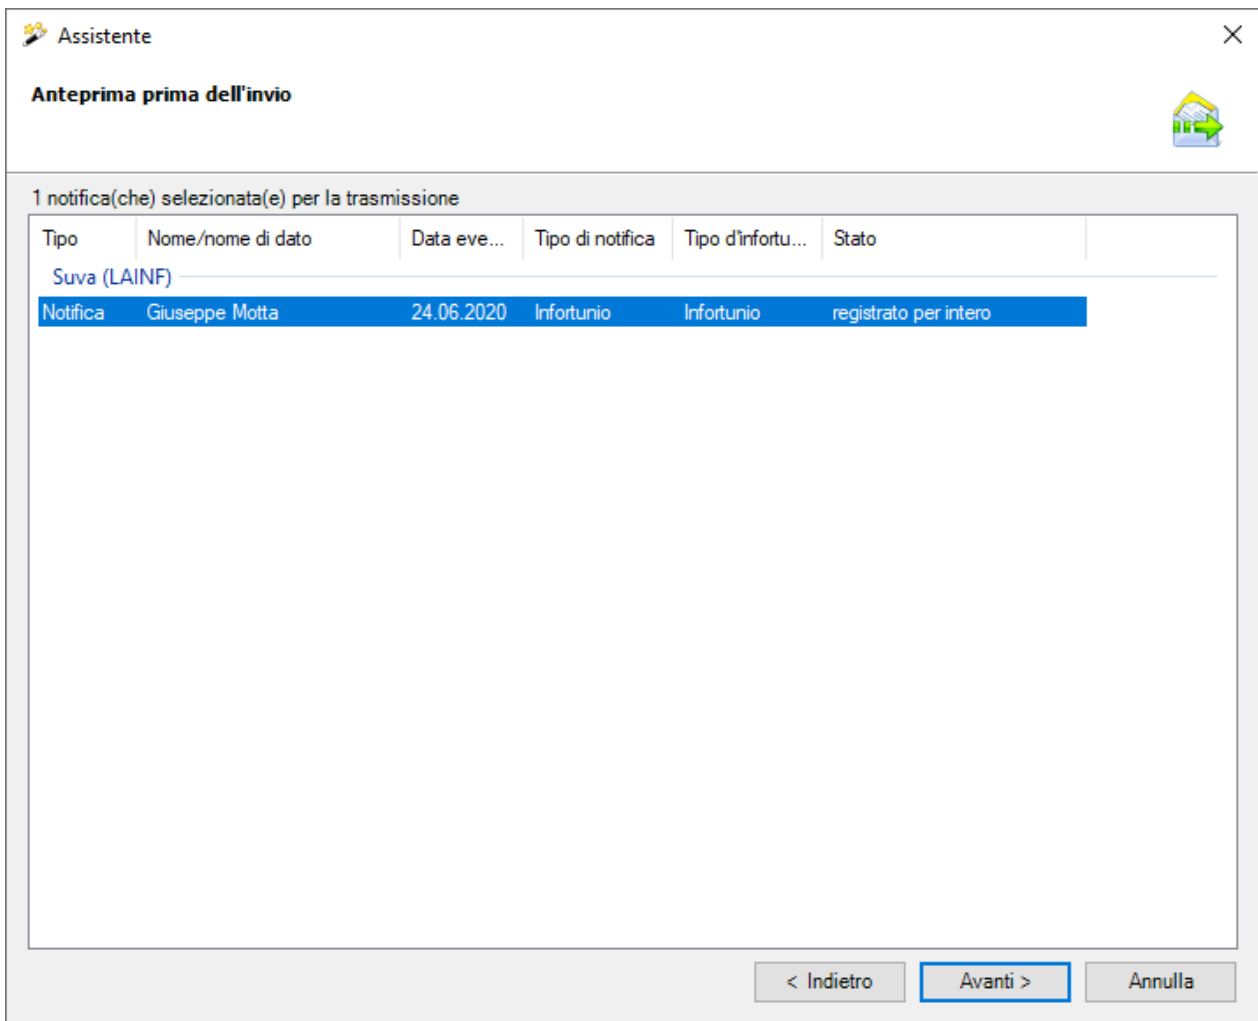 Assistente
Anteprima prima dell'invio
1 notifica(che) selezionata(e) per la trasmissione
Tipo Nome/nome di dato Data eve... Tipo di notifica Tipo d'infortu... Stato
Suva (LAINF)
Notifica Giuseppe Motta 24.06.2020 Infortunio Infortunio registrato per intero
< Indietro Avanti > Annulla